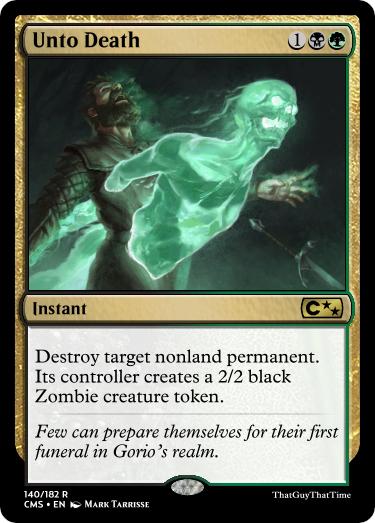 Unto Death 1
Instant C
Destroy target nonland permanent.
Its controller creates a 2/2 black
Zombie creature token.
Few can prepare themselves for their first
funeral in Gorio's realm.
140/182 R
CMS • EN Mark Tarrisse
ThatGuyThatTime